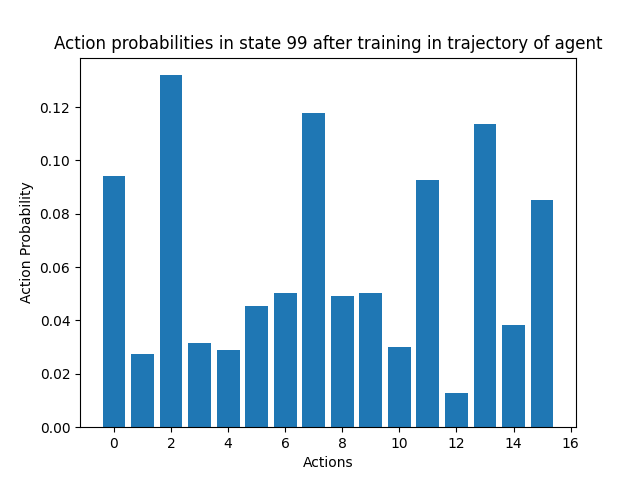 Action probabilities in state 99 after training in trajectory of agent
0.12
0.10
0.08
0.06
0.04
0.02
0.00
Action Probability
0 2 4 6 8 10 12 14 16
Actions